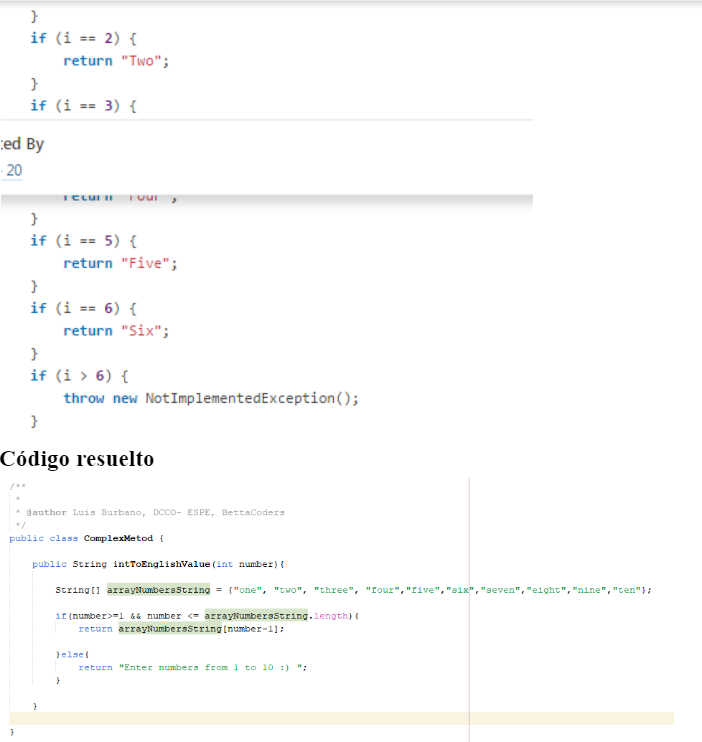 }
if (i == 2) {
return "Two";
}
if (i == 3) {
ted By
20
return "Four";
}
if (i == 5) {
return "Five";
}
if (i == 6) {
return "Six";
}
if (i > 6) {
throw new NotImplementedException();
}
Código resuelto
/**
*
* @author Luis Burbano, DCCO- ESPE, BettaCoders
*/
public class ComplexMetod {
public String intToEnglishValue(int number){
String[] arrayNumbersString = {"one", "two", "three", "four","five","six","seven","eight","nine","ten"};
if(number>=1 && number <= arrayNumbersString.length){
return arrayNumbersString[number-1];
}else{
return "Enter numbers from 1 to 10 :) ";
}
}
}